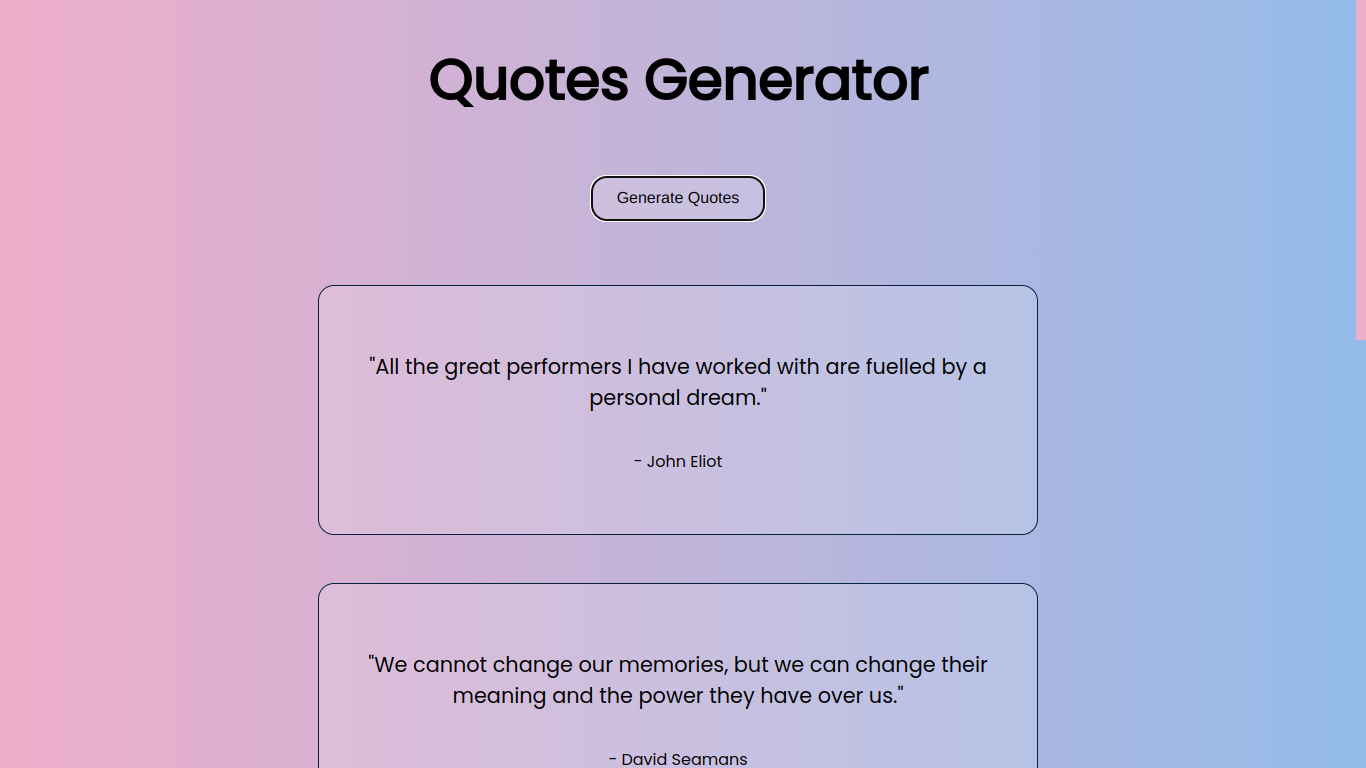 Quotes Generator
Generate Quotes
"All the great performers I have worked with are fuelled by a
personal dream."
- John Eliot
"We cannot change our memories, but we can change their
meaning and the power they have over us."
- David Seamans